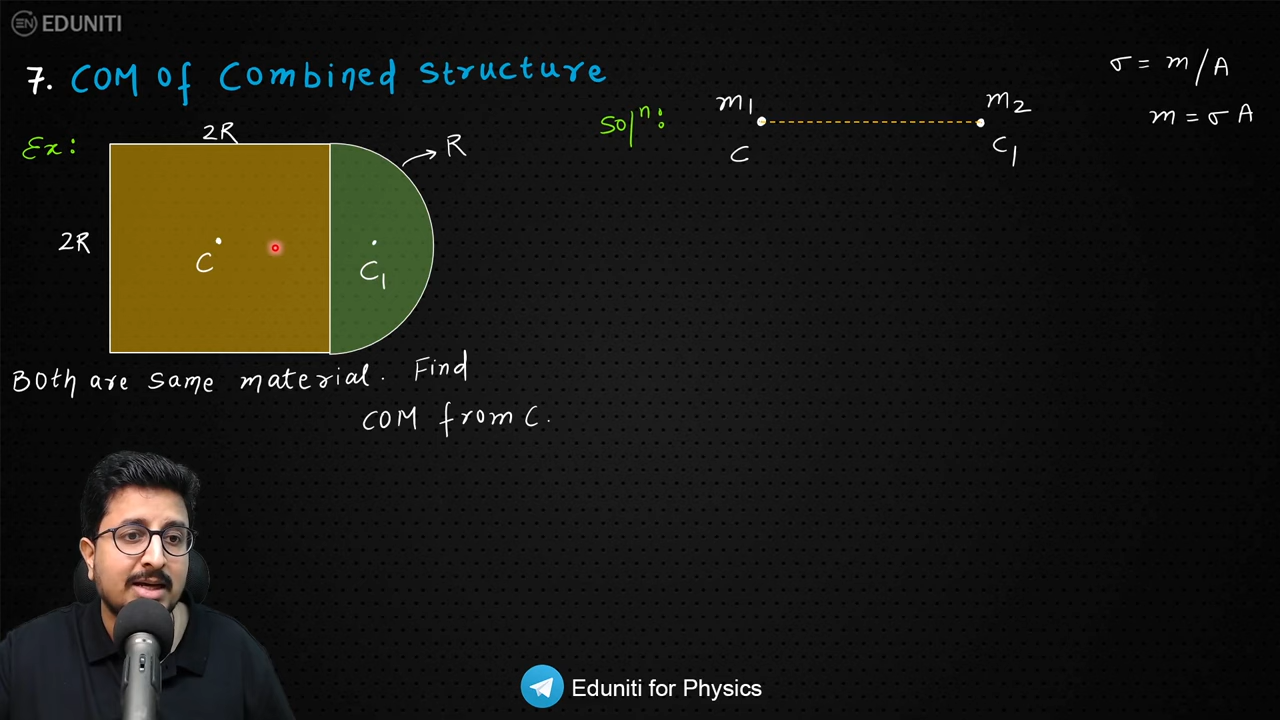 EN EDUNITI
7. COM of Combined Structure
σ = m/A
m = σ A
Ex:
2R
R
2R
C
C1
Soln:
m1
m2
C
C1
Both are same material. Find
COM from C.
Eduniti for Physics